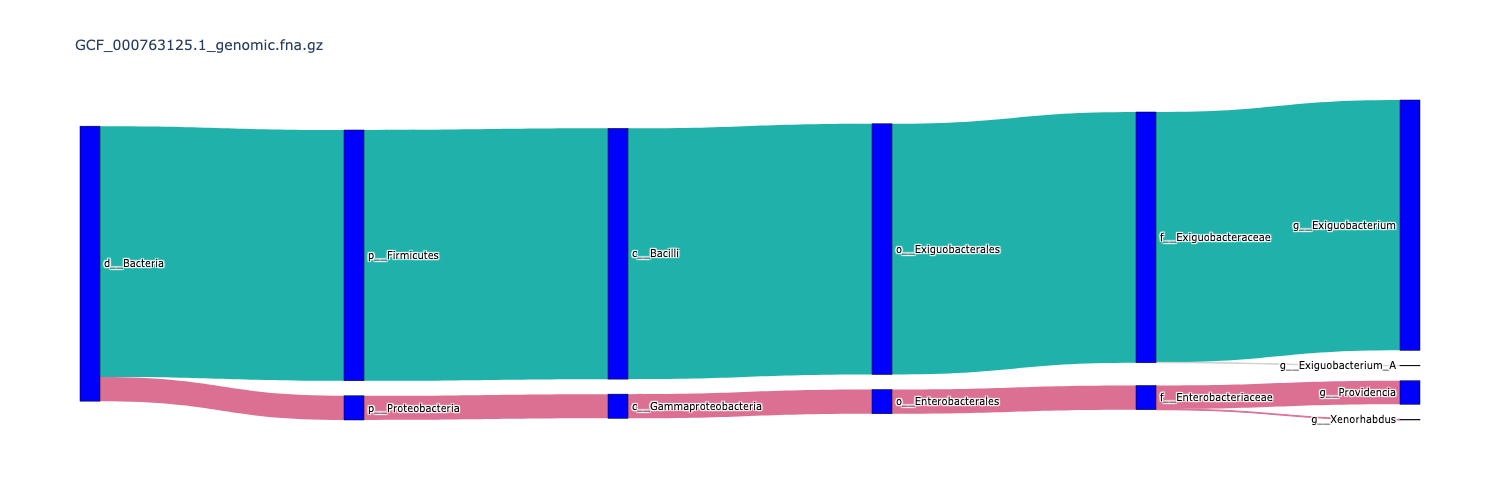 GCF_000763125.1_genomic.fna.gz
d__Bacteria
p__Firmicutes
c__Bacilli
o__Exiguobacterales
f__Exiguobacteraceae
g__Exiguobacterium
g__Exiguobacterium_A
p__Proteobacteria
c__Gammaproteobacteria
o__Enterobacterales
f__Enterobacteriaceae
g__Providencia
g__Xenorhabdus